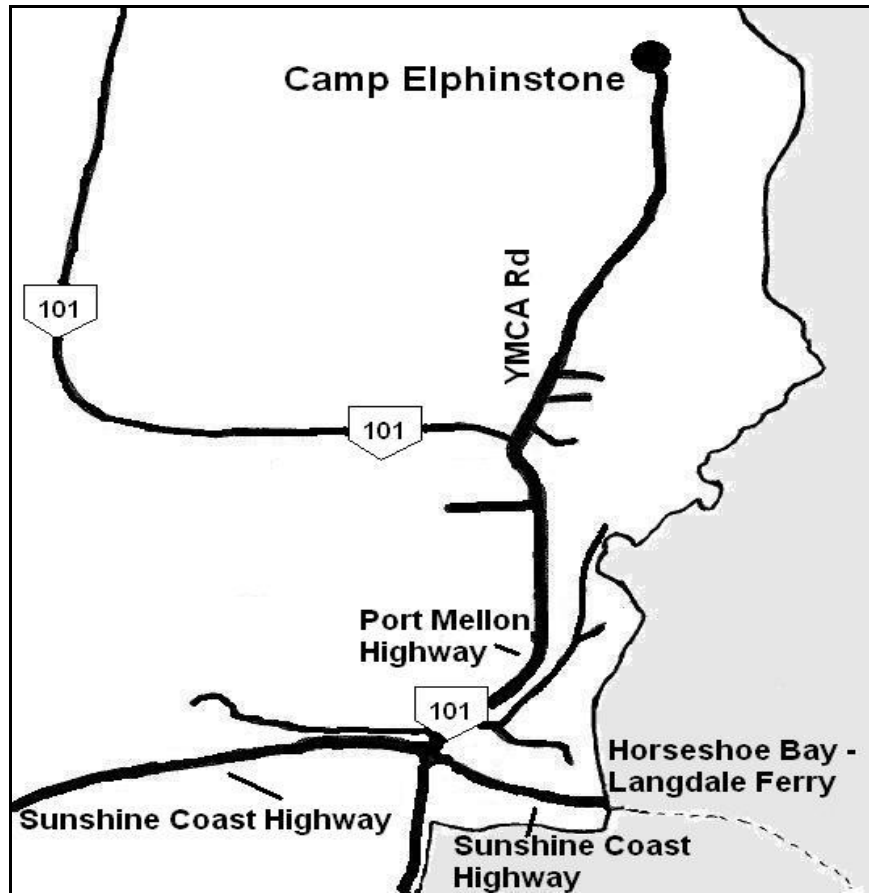 Camp Elphinstone
YMCA Rd
101
101
Port Mellon
Highway
101
Horseshoe Bay -
Langdale Ferry
Sunshine Coast Highway
Sunshine Coast
Highway